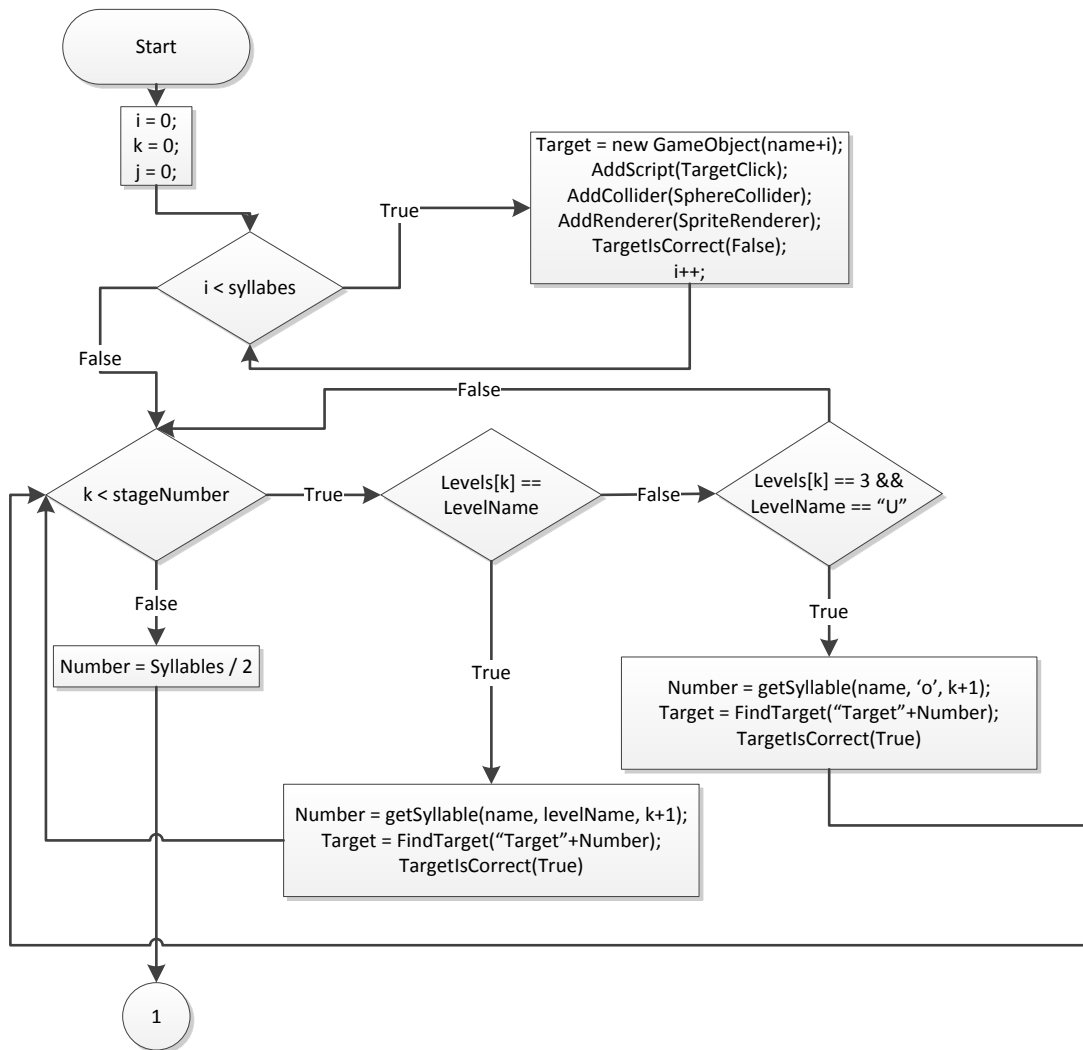 Start
i = 0;
k = 0;
j = 0;
Target = new GameObject(name+i);
AddScript(TargetClick);
AddCollider(SphereCollider);
AddRenderer(SpriteRenderer);
TargetIsCorrect(False);
i++;
True
i < syllabes
False
False
k < stageNumber
True
Levels[k] ==
LevelName
False
Levels[k] == 3 &&
LevelName == “U”
False
True
Number = Syllables / 2
True
Number = getSyllable(name, ‘o’, k+1);
Target = FindTarget(“Target”+Number);
TargetIsCorrect(True)
Number = getSyllable(name, levelName, k+1);
Target = FindTarget(“Target”+Number);
TargetIsCorrect(True)
1